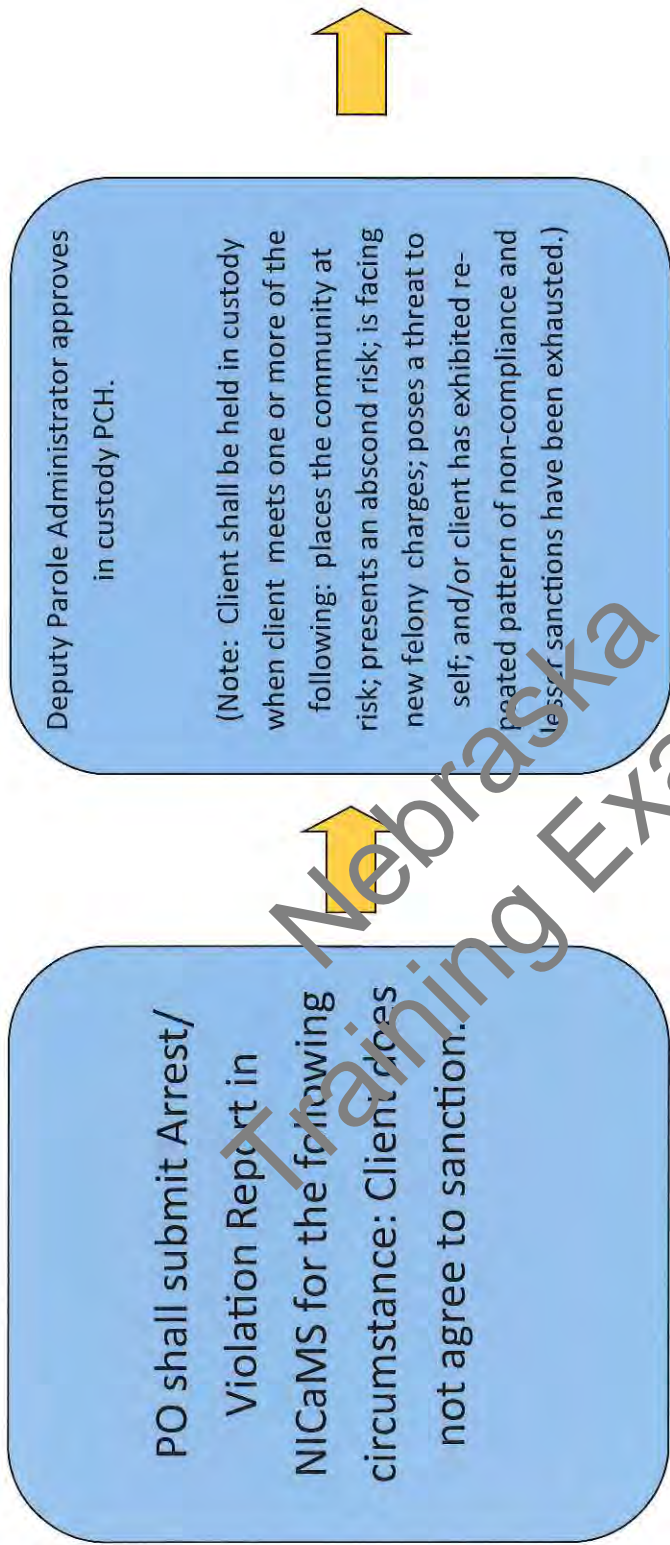 PO shall submit Arrest/
Violation Report in
NICaMS for the following
circumstance: Client does
not agree to sanction.
Deputy Parole Administrator approves
in custody PCH.
(Note: Client shall be held in custody
when client meets one or more of the
following: places the community at
risk; presents an abscond risk; is facing
new felony charges; poses a threat to
self; and/or client has exhibited re-
peated pattern of non-compliance and
lesser sanctions have been exhausted.)
Nebraska
Training Exa